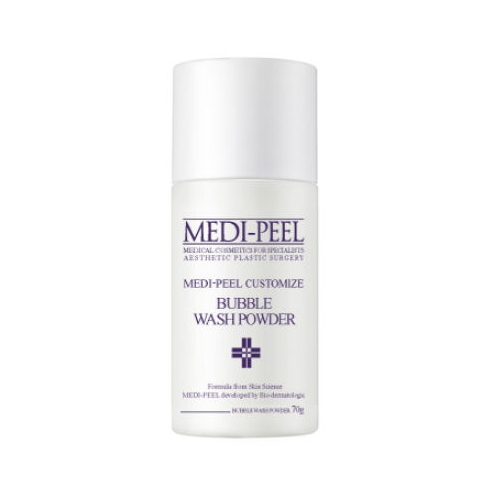 MEDI-PEEL
MEDICAL COSMETICS FOR SPECIALISTS
AESTHETIC PLASTIC SURGERY
MEDI-PEEL CUSTOMIZE
BUBBLE
WASH POWDER
Formula from Skin Science
MEDI-PEEL developed by Bio-dermatologia
BUBBLE WASH POWDER 70g